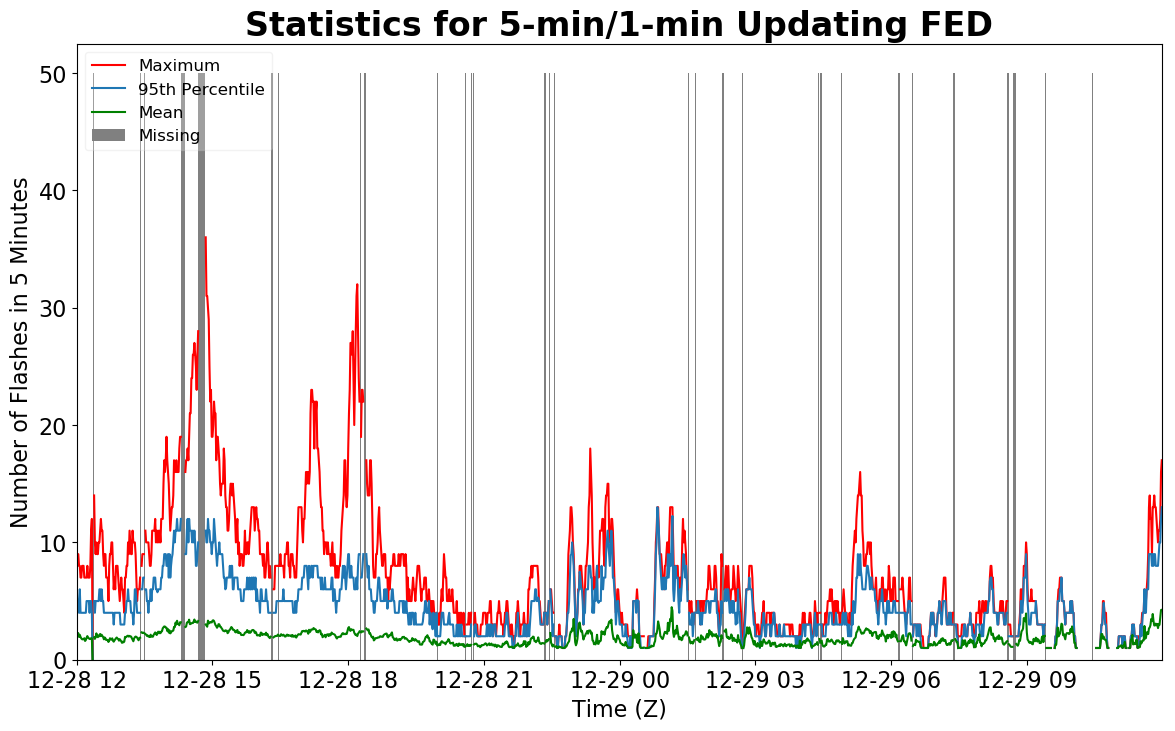 Statistics for 5-min/1-min Updating FED
Number of Flashes in 5 Minutes
50
40
30
20
10
0
Maximum
95th Percentile
Mean
Missing
12-28 12
12-28 15
12-28 18
12-28 21
12-29 00
12-29 03
12-29 06
12-29 09
Time (Z)